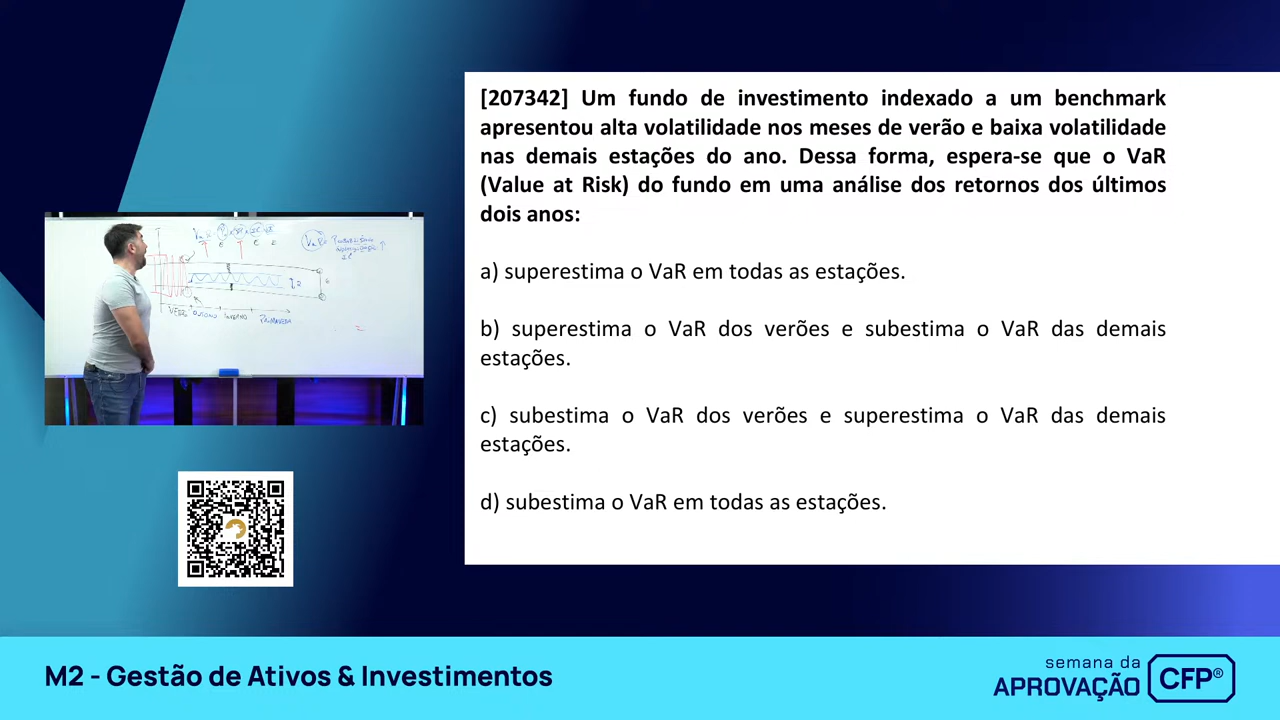 [207342] Um fundo de investimento indexado a um benchmark
apresentou alta volatilidade nos meses de verão e baixa volatilidade
nas demais estações do ano. Dessa forma, espera-se que o VaR
(Value at Risk) do fundo em uma análise dos retornos dos últimos
dois anos:
a) superestima o VaR em todas as estações.
b) superestima o VaR dos verões e subestima o VaR das demais
estações.
c) subestima o VaR dos verões e superestima o VaR das demais
estações.
d) subestima o VaR em todas as estações.
OUTONO INVERNO PRIMAVERA
M2 - Gestão de Ativos & Investimentos
semana da
APROVAÇÃO CFP®